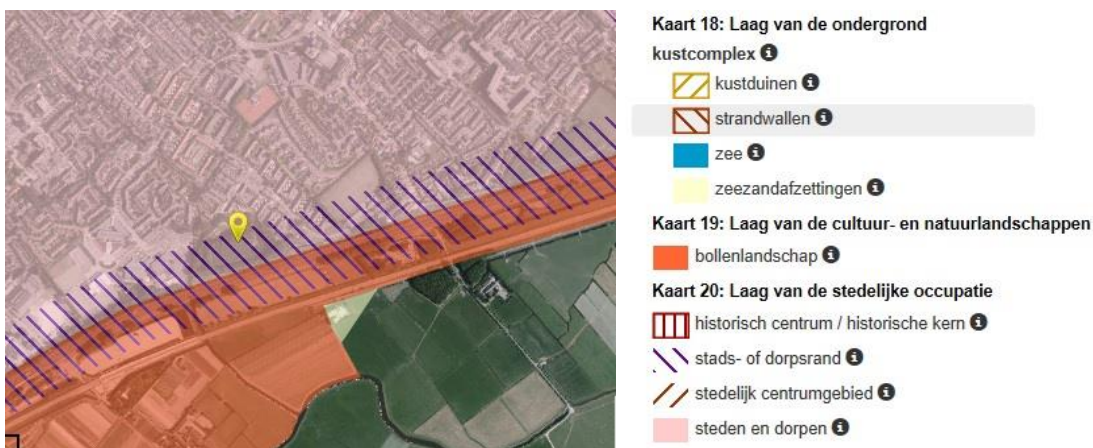 Kaart 18: Laag van de ondergrond
kustcomplex
kustduinen
strandwallen
zee
zeezandafzettingen
Kaart 19: Laag van de cultuur- en natuurlandschappen
bollenlandschap
Kaart 20: Laag van de stedelijke occupatie
historisch centrum / historische kern
stads- of dorpsrand
stedelijk centrumgebied
steden en dorpen